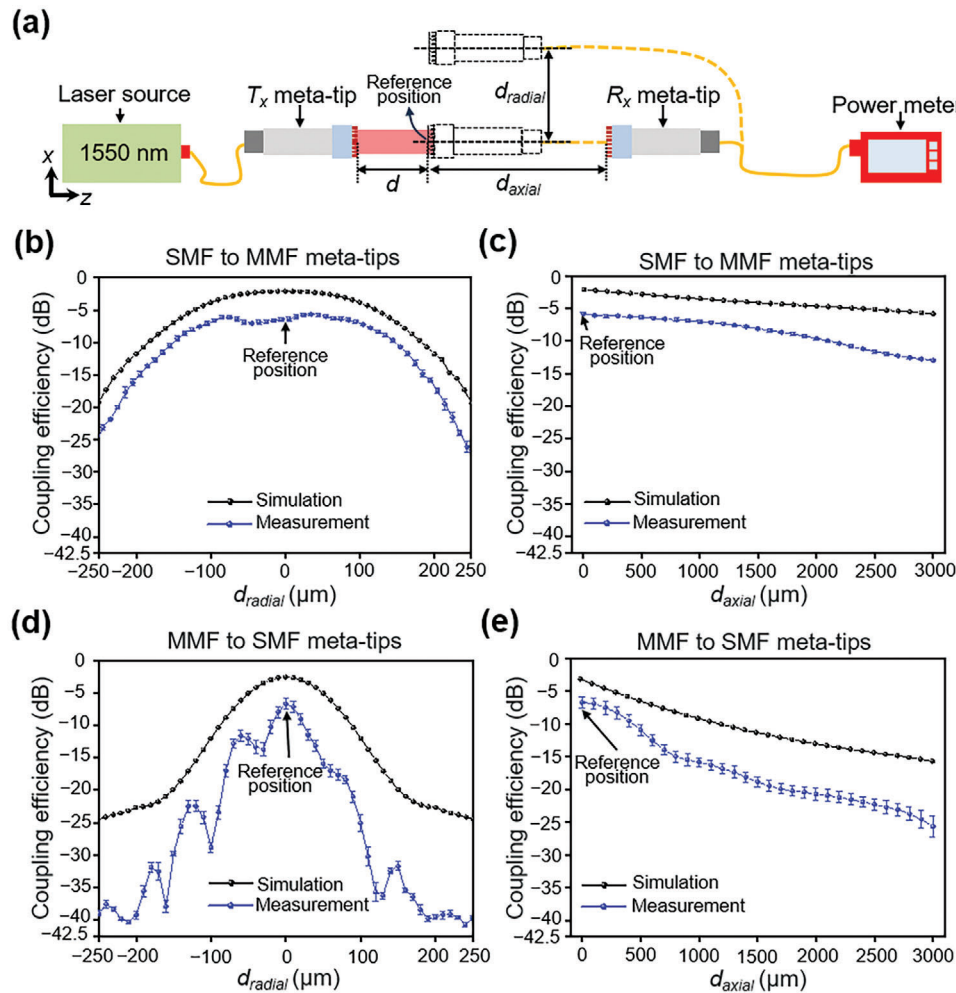 (a)
Laser source
1550 nm
x
z
Tx meta-tip
Reference
position
d
dradial
daxial
Rx meta-tip
Power meter
(b)
SMF to MMF meta-tips
Coupling efficiency (dB)
0
−5
−10
−15
−20
−25
−30
−35
−40
−42.5
Reference
position
Simulation
Measurement
−250 −200 −100 0 100 200 250
dradial (μm)
(c)
SMF to MMF meta-tips
Coupling efficiency (dB)
0
−5
−10
−15
−20
−25
−30
−35
−40
−42.5
Reference
position
Simulation
Measurement
0 500 1000 1500 2000 2500 3000
daxial (μm)
(d)
MMF to SMF meta-tips
Coupling efficiency (dB)
0
−5
−10
−15
−20
−25
−30
−35
−40
−42.5
Reference
position
Simulation
Measurement
−250 −200 −100 0 100 200 250
dradial (μm)
(e)
MMF to SMF meta-tips
Coupling efficiency (dB)
0
−5
−10
−15
−20
−25
−30
−35
−40
−42.5
Reference
position
Simulation
Measurement
0 500 1000 1500 2000 2500 3000
daxial (μm)